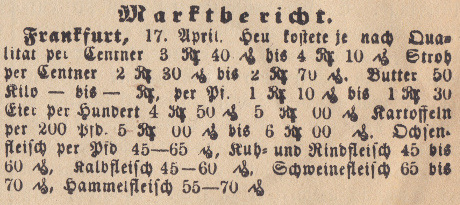 Marktbericht.
Frankfurt, 17. April. Heu kostete je nach Qua-
lität per Centner 3 ℛ︁ℳ︁ 40 ₰ bis 4 ℛ︁ℳ︁ 10 ₰ Stroh
per Centner 2 ℛ︁ℳ︁ 30 ₰ bis 2 ℛ︁ℳ︁ 70 ₰. Butter 50
Kilo — bis — ℛ︁ℳ︁, per Pf. 1 ℛ︁ℳ︁ 10 ₰ bis 1 ℛ︁ℳ︁ 30
Eier per Hundert 4 ℛ︁ℳ︁ 50 ₰ 5 ℛ︁ℳ︁ 00 ₰ Kartoffeln
per 200 Pfd. 5 ℛ︁ℳ︁ 00 ₰ bis 6 ℛ︁ℳ︁ 00 ₰. Ochsen-
fleisch per Pfd 45—65 ₰, Kuh- und Rindfleisch 45 bis
60 ₰, Kalbfleisch 45—60 ₰, Schweinefleisch 65 bis
70 ₰, Hammelfleisch 55—70 ₰